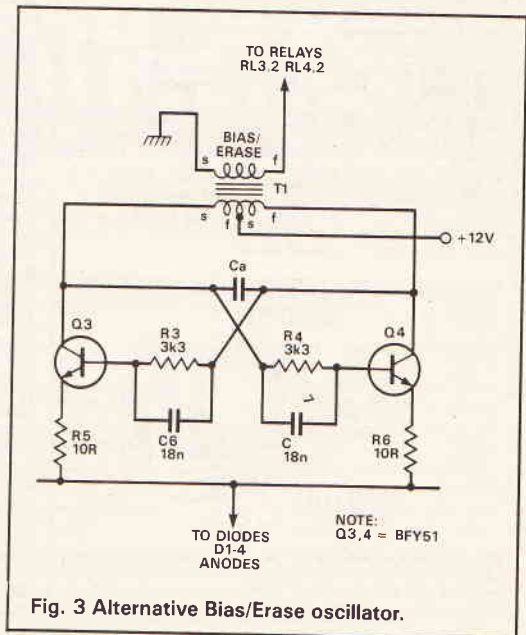 TO RELAYS
RL3,2 RL4,2
BIAS/
ERASE
s
f
T1
s
f
s
f
+12V
Ca
Q3
R3
3k3
R4
3k3
Q4
C6
18n
C
7
18n
R5
10R
R6
10R
TO DIODES
D1-4
ANODES
NOTE:
Q3,4 = BFY51
Fig. 3 Alternative Bias/Erase oscillator.